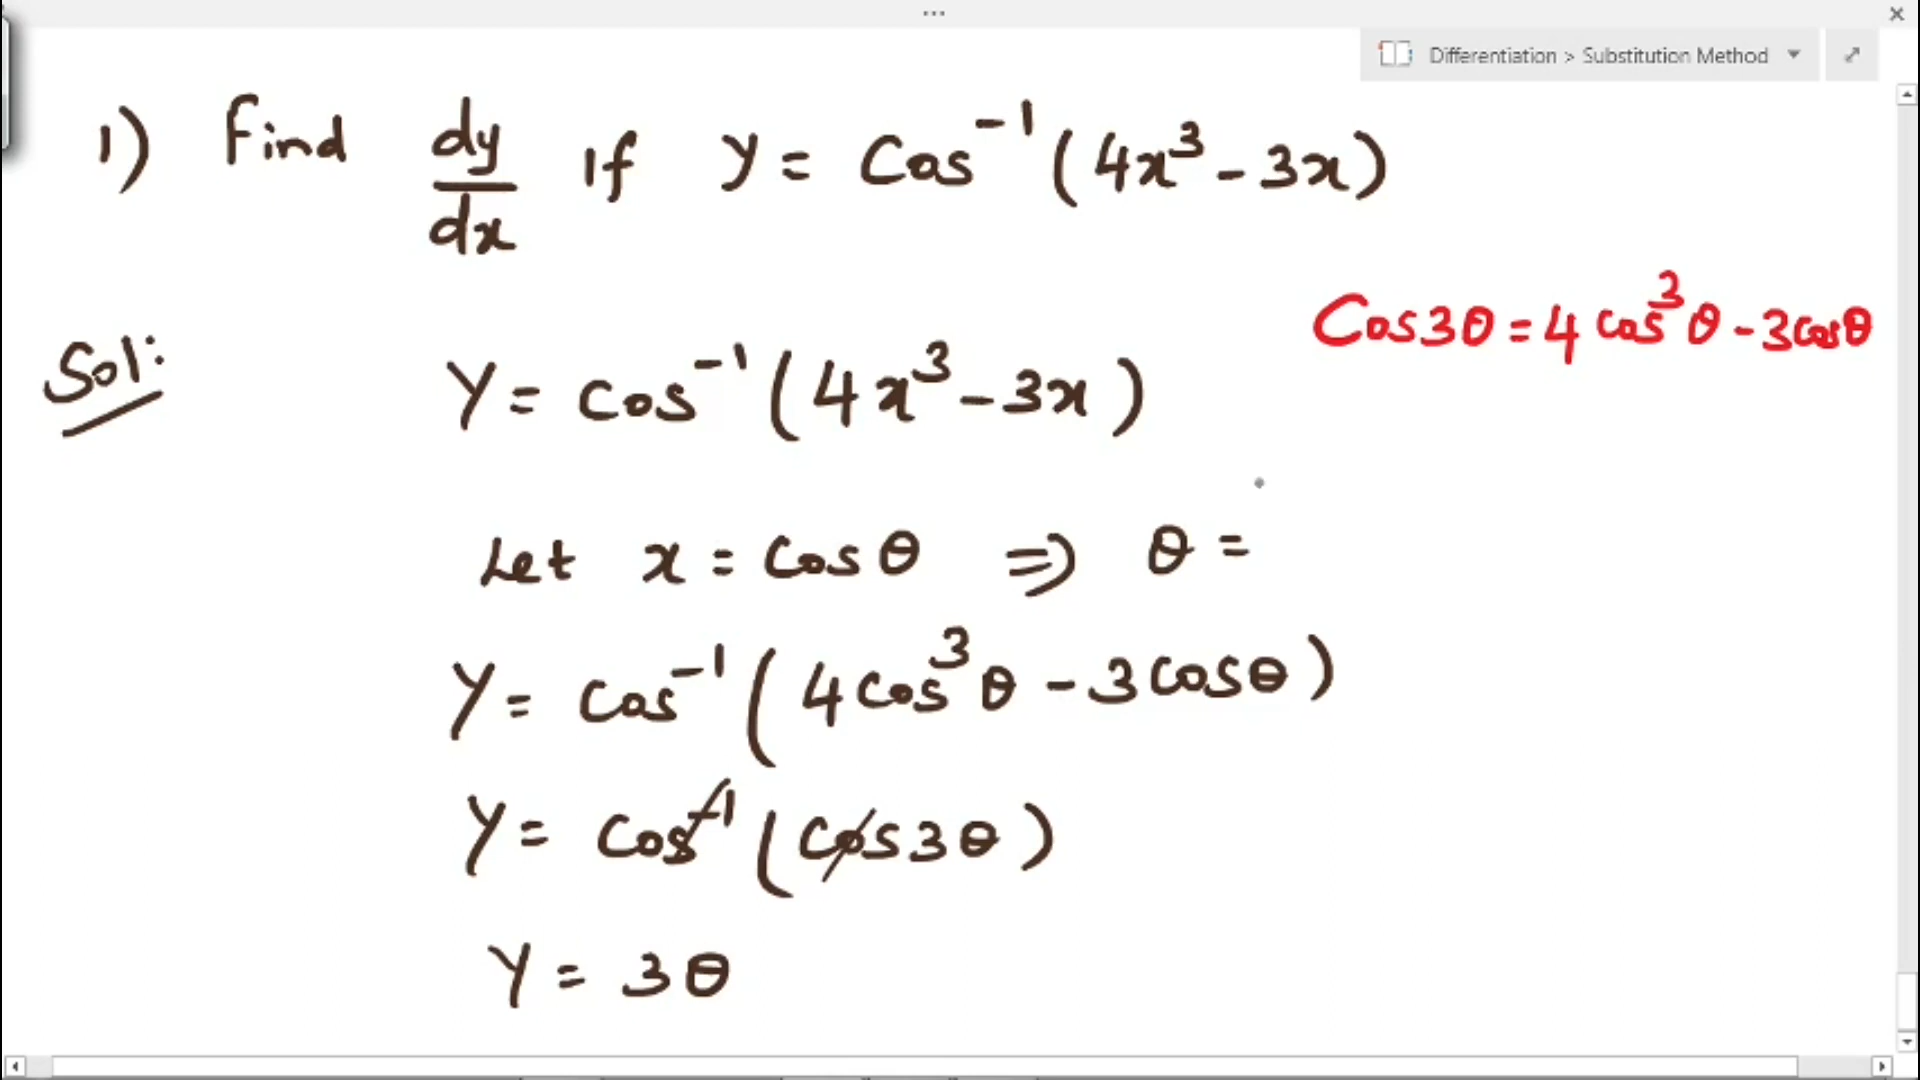 Differentiation > Substitution Method
1) Find dy/dx if y = Cos⁻¹(4x³-3x)
Cos3θ = 4cos³θ-3cosθ
Sol:
Y = cos⁻¹(4x³-3x)
Let x = cosθ ⇒ θ =
Y = cos⁻¹(4cos³θ-3cosθ)
Y = cos⁻¹(cos3θ)
Y = 3θ